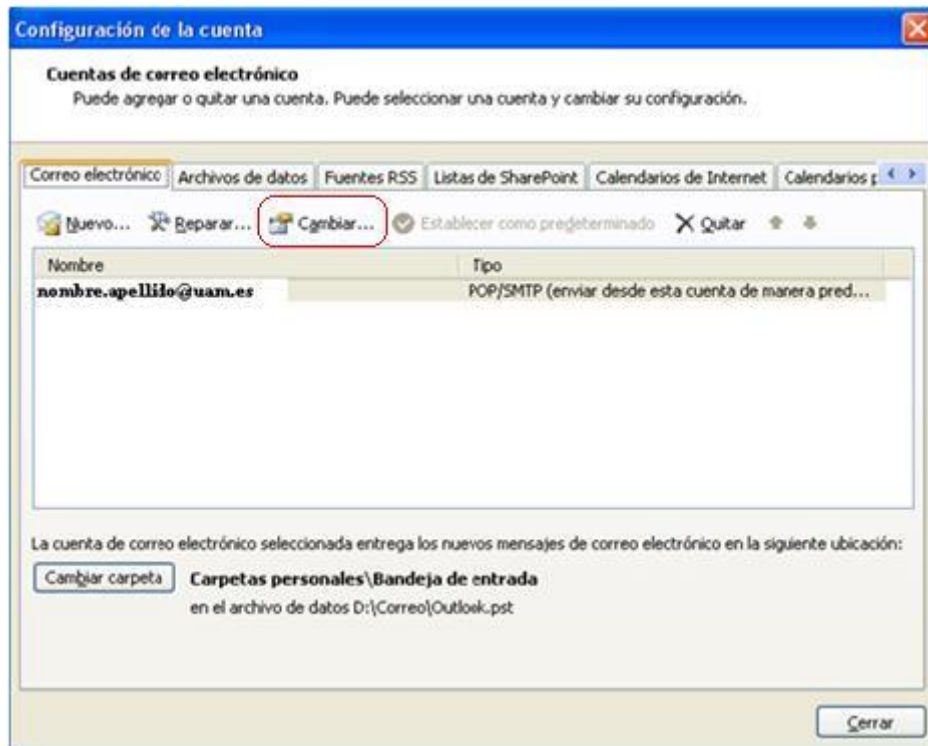 Configuración de la cuenta
Cuentas de correo electrónico
Puede agregar o quitar una cuenta. Puede seleccionar una cuenta y cambiar su configuración.
Correo electrónico Archivos de datos Fuentes RSS Listas de SharePoint Calendarios de Internet Calendarios p
Nuevo... Reparar... Cambiar... Establecer como predeterminado Quitar
Nombre Tipo
nombre.apellido@uam.es POP/SMTP (enviar desde esta cuenta de manera pred...
La cuenta de correo electrónico seleccionada entrega los nuevos mensajes de correo electrónico en la siguiente ubicación:
Cambiar carpeta Carpetas personales\Bandeja de entrada
en el archivo de datos D:\Correo\Outlook.pst
Cerrar